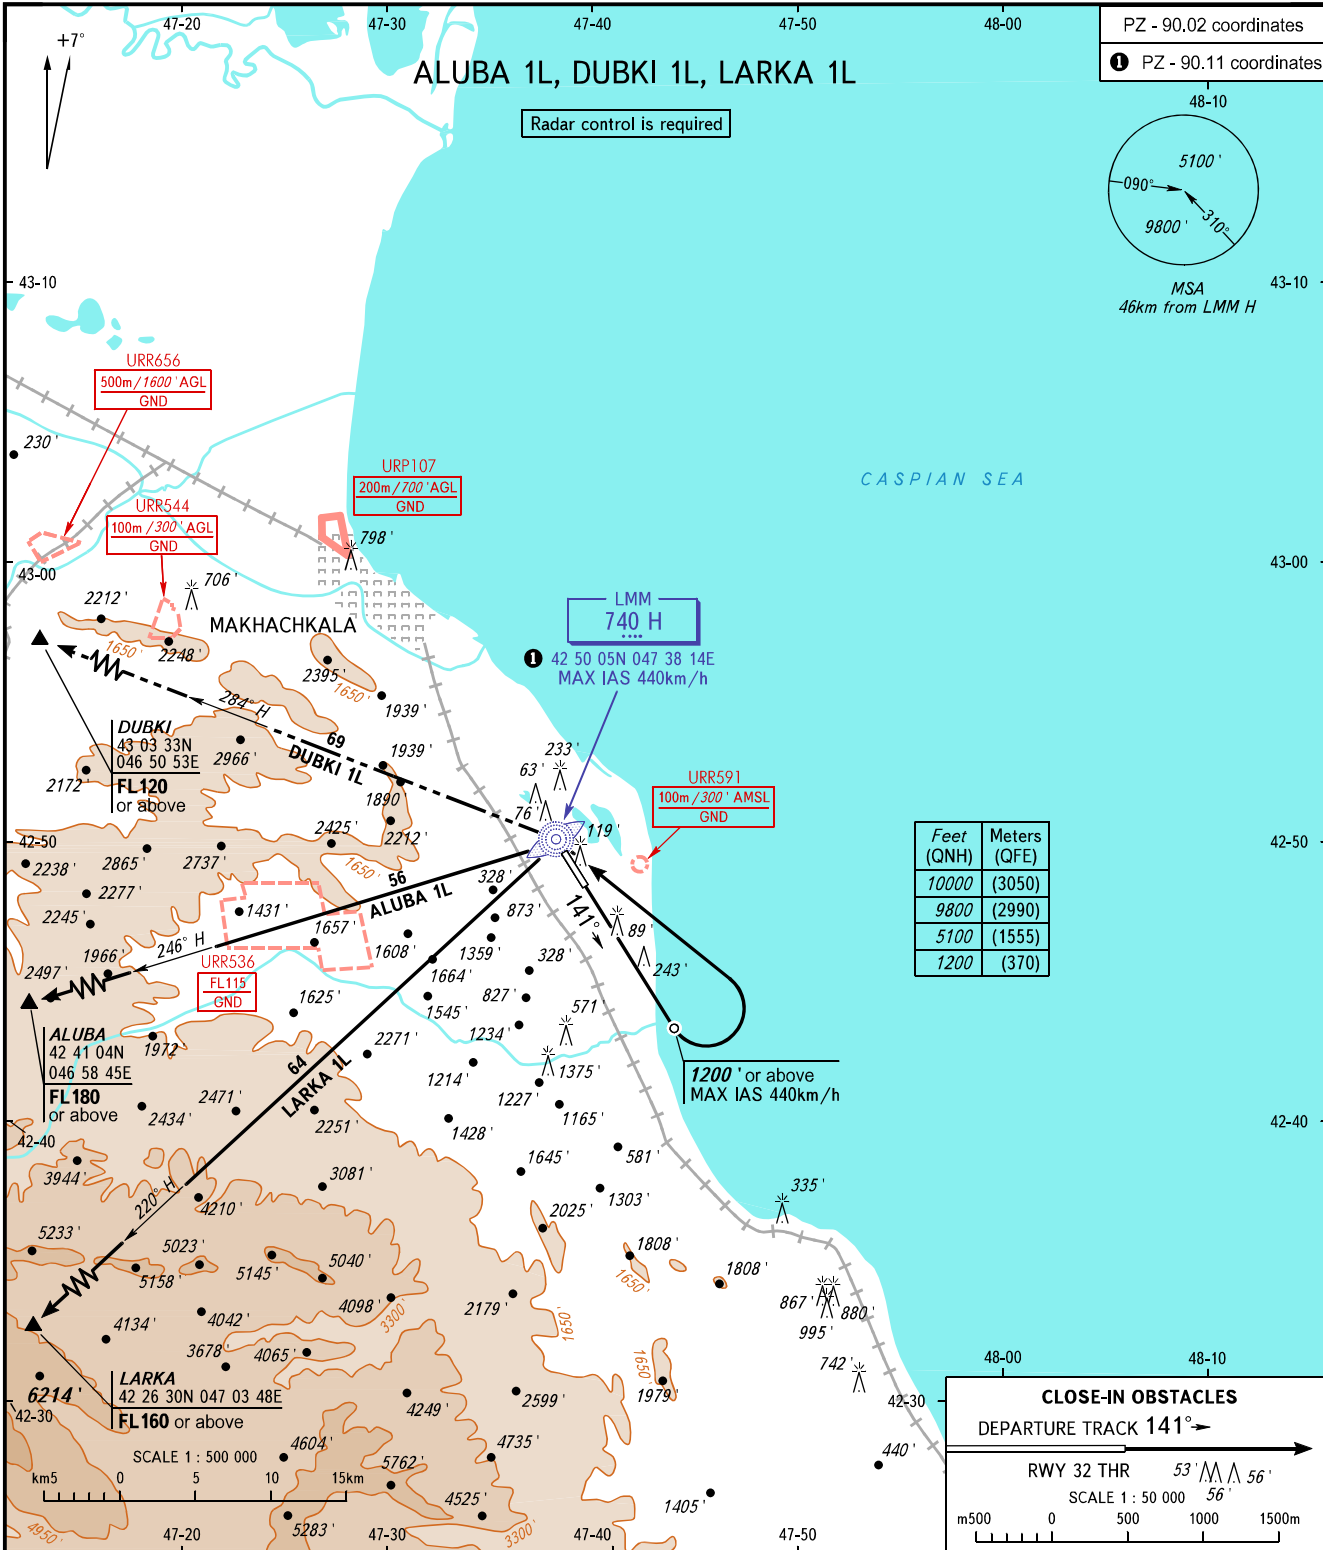 47-20
47-30
47-40
47-50
48-00
PZ - 90.02 coordinates
❶ PZ - 90.11 coordinates
+7°
ALUBA 1L, DUBKI 1L, LARKA 1L
Radar control is required
48-10
5100'
090°
310°
9800'
MSA
46km from LMM H
43-10
43-10
URR656
500m/1600' AGL
GND
230'
URP107
200m/700' AGL
GND
CASPIAN SEA
URR544
100m/300' AGL
GND
798'
43-00
43-00
706'
2212'
MAKHACHKALA
1650'
2248'
2395'
1650'
LMM
740 H
❶ 42 50 05N 047 38 14E
MAX IAS 440km/h
284° H
1939'
DUBKI
43 03 33N
046 50 53E
FL120
or above
2966'
69
DUBKI 1L
1939'
2172'
1890
233'
63'
76'
URR591
100m/300' AMSL
GND
119'
2425'
2212'
42-50
42-50
2238'
2865'
2737'
1650'
2277'
Feet
(QNH)
Meters
(QFE)
10000 (3050)
9800 (2990)
5100 (1555)
1200 (370)
56
ALUBA 1L
328'
873'
141°
1431'
2245'
1657'
246° H
1608'
1359'
89'
1966'
2497'
URR536
FL115
GND
1664'
328'
243'
1625'
1545'
827'
571'
ALUBA
42 41 04N
046 58 45E
FL180
or above
1972'
2271'
1234'
64
LARKA 1L
1214'
1375'
1200' or above
MAX IAS 440km/h
2471'
2434'
2251'
1227'
1165'
42-40
42-40
1428'
581'
3944'
3081'
1645'
1303'
220° H
4210'
335'
2025'
5233'
5023'
5158'
5145'
5040'
1808'
1650'
1808'
4042'
4098'
3300'
2179'
1650'
867'
880'
995'
4134'
3678'
4065'
1650'
742'
48-00
48-10
6214'
LARKA
42 26 30N 047 03 48E
FL160 or above
4249'
2599'
1979'
42-30
42-30
CLOSE-IN OBSTACLES
DEPARTURE TRACK 141°
RWY 32 THR
53'
56'
56'
SCALE 1 : 50 000
m500 0 500 1000 1500m
SCALE 1 : 500 000
km5 0 5 10 15km
4604'
4735'
5762'
440'
4525'
1405'
4950'
5283'
3300'
47-20
47-30
47-40
47-50